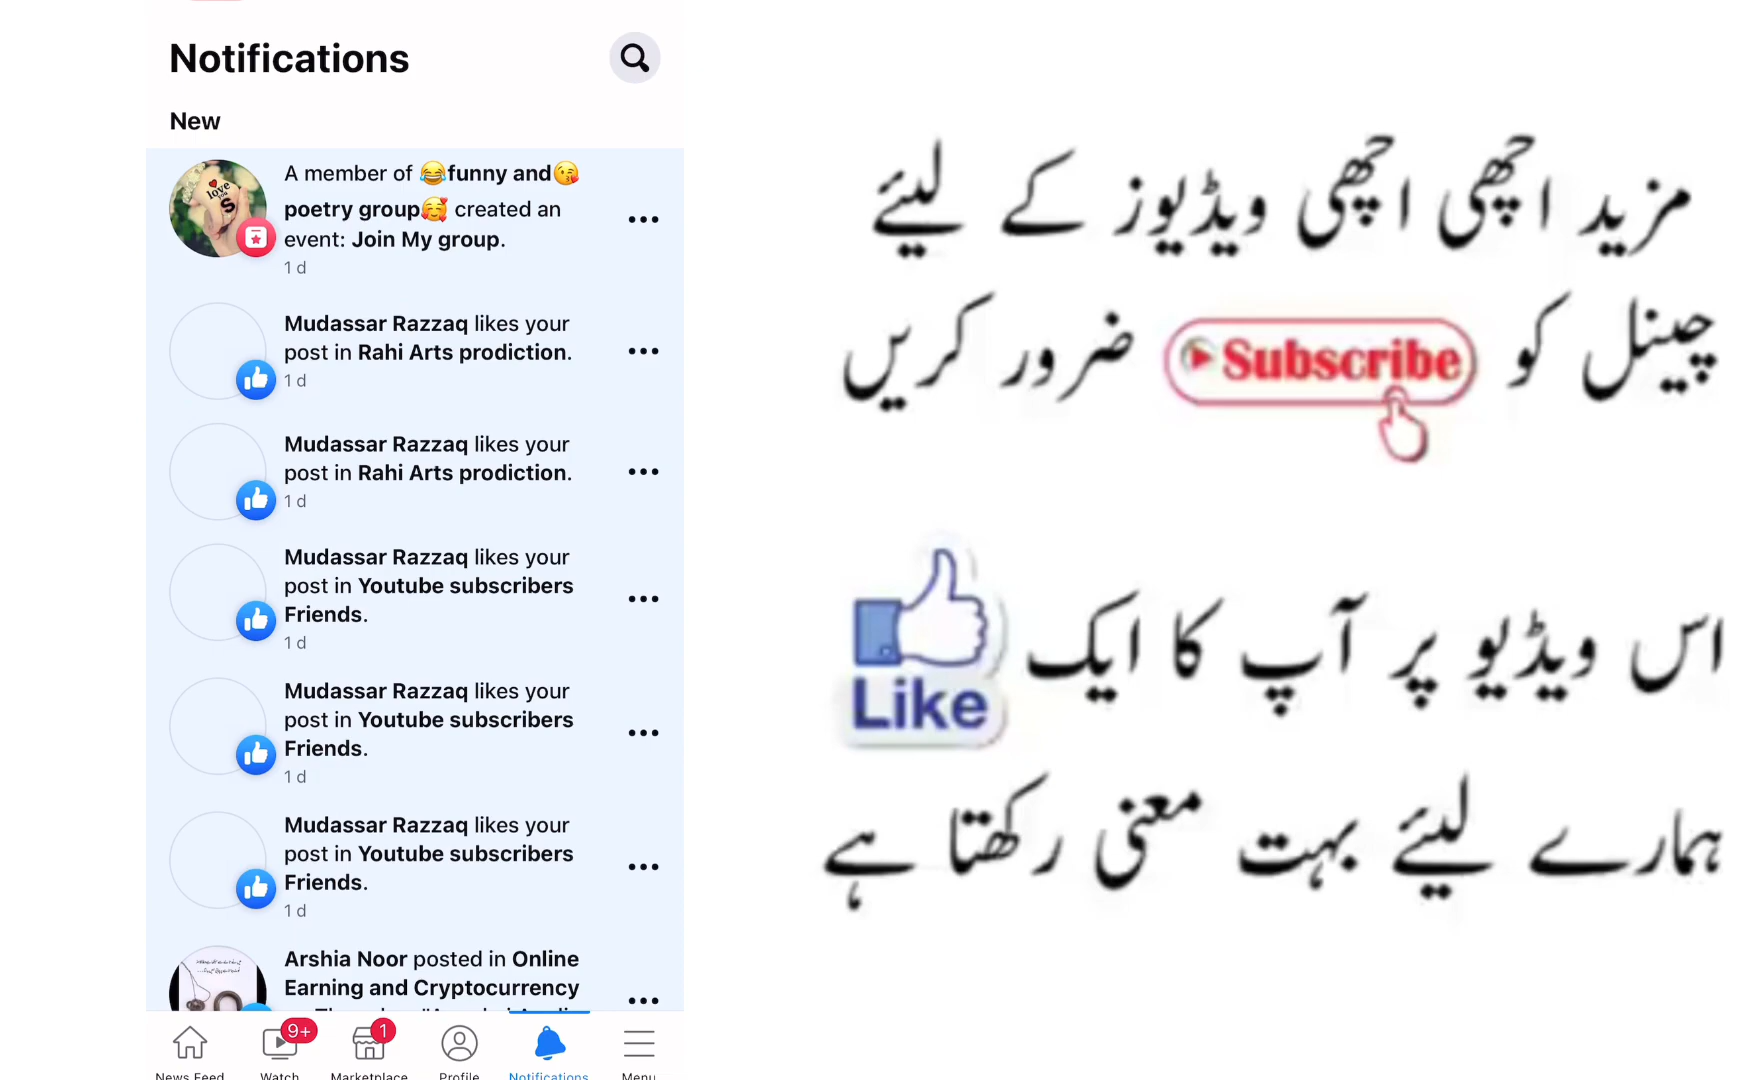 Notifications
New
A member of 😂funny and😘
poetry group🥰 created an
event: Join My group.
1 d
Mudassar Razzaq likes your
post in Rahi Arts prodiction.
1 d
Mudassar Razzaq likes your
post in Rahi Arts prodiction.
1 d
Mudassar Razzaq likes your
post in Youtube subscribers
Friends.
1 d
Mudassar Razzaq likes your
post in Youtube subscribers
Friends.
1 d
Mudassar Razzaq likes your
post in Youtube subscribers
Friends.
1 d
Arshia Noor posted in Online
Earning and Cryptocurrency
9+
1
News Feed
Watch
Marketplace
Profile
Notifications
Menu
love
S
مزید اچھی اچھی ویڈیوز کے لیئے
چینل کو Subscribe ضرور کریں
اس ویڈیو پر آپ کا ایک Like
ہمارے لیئے بہت معنی رکھتا ہے